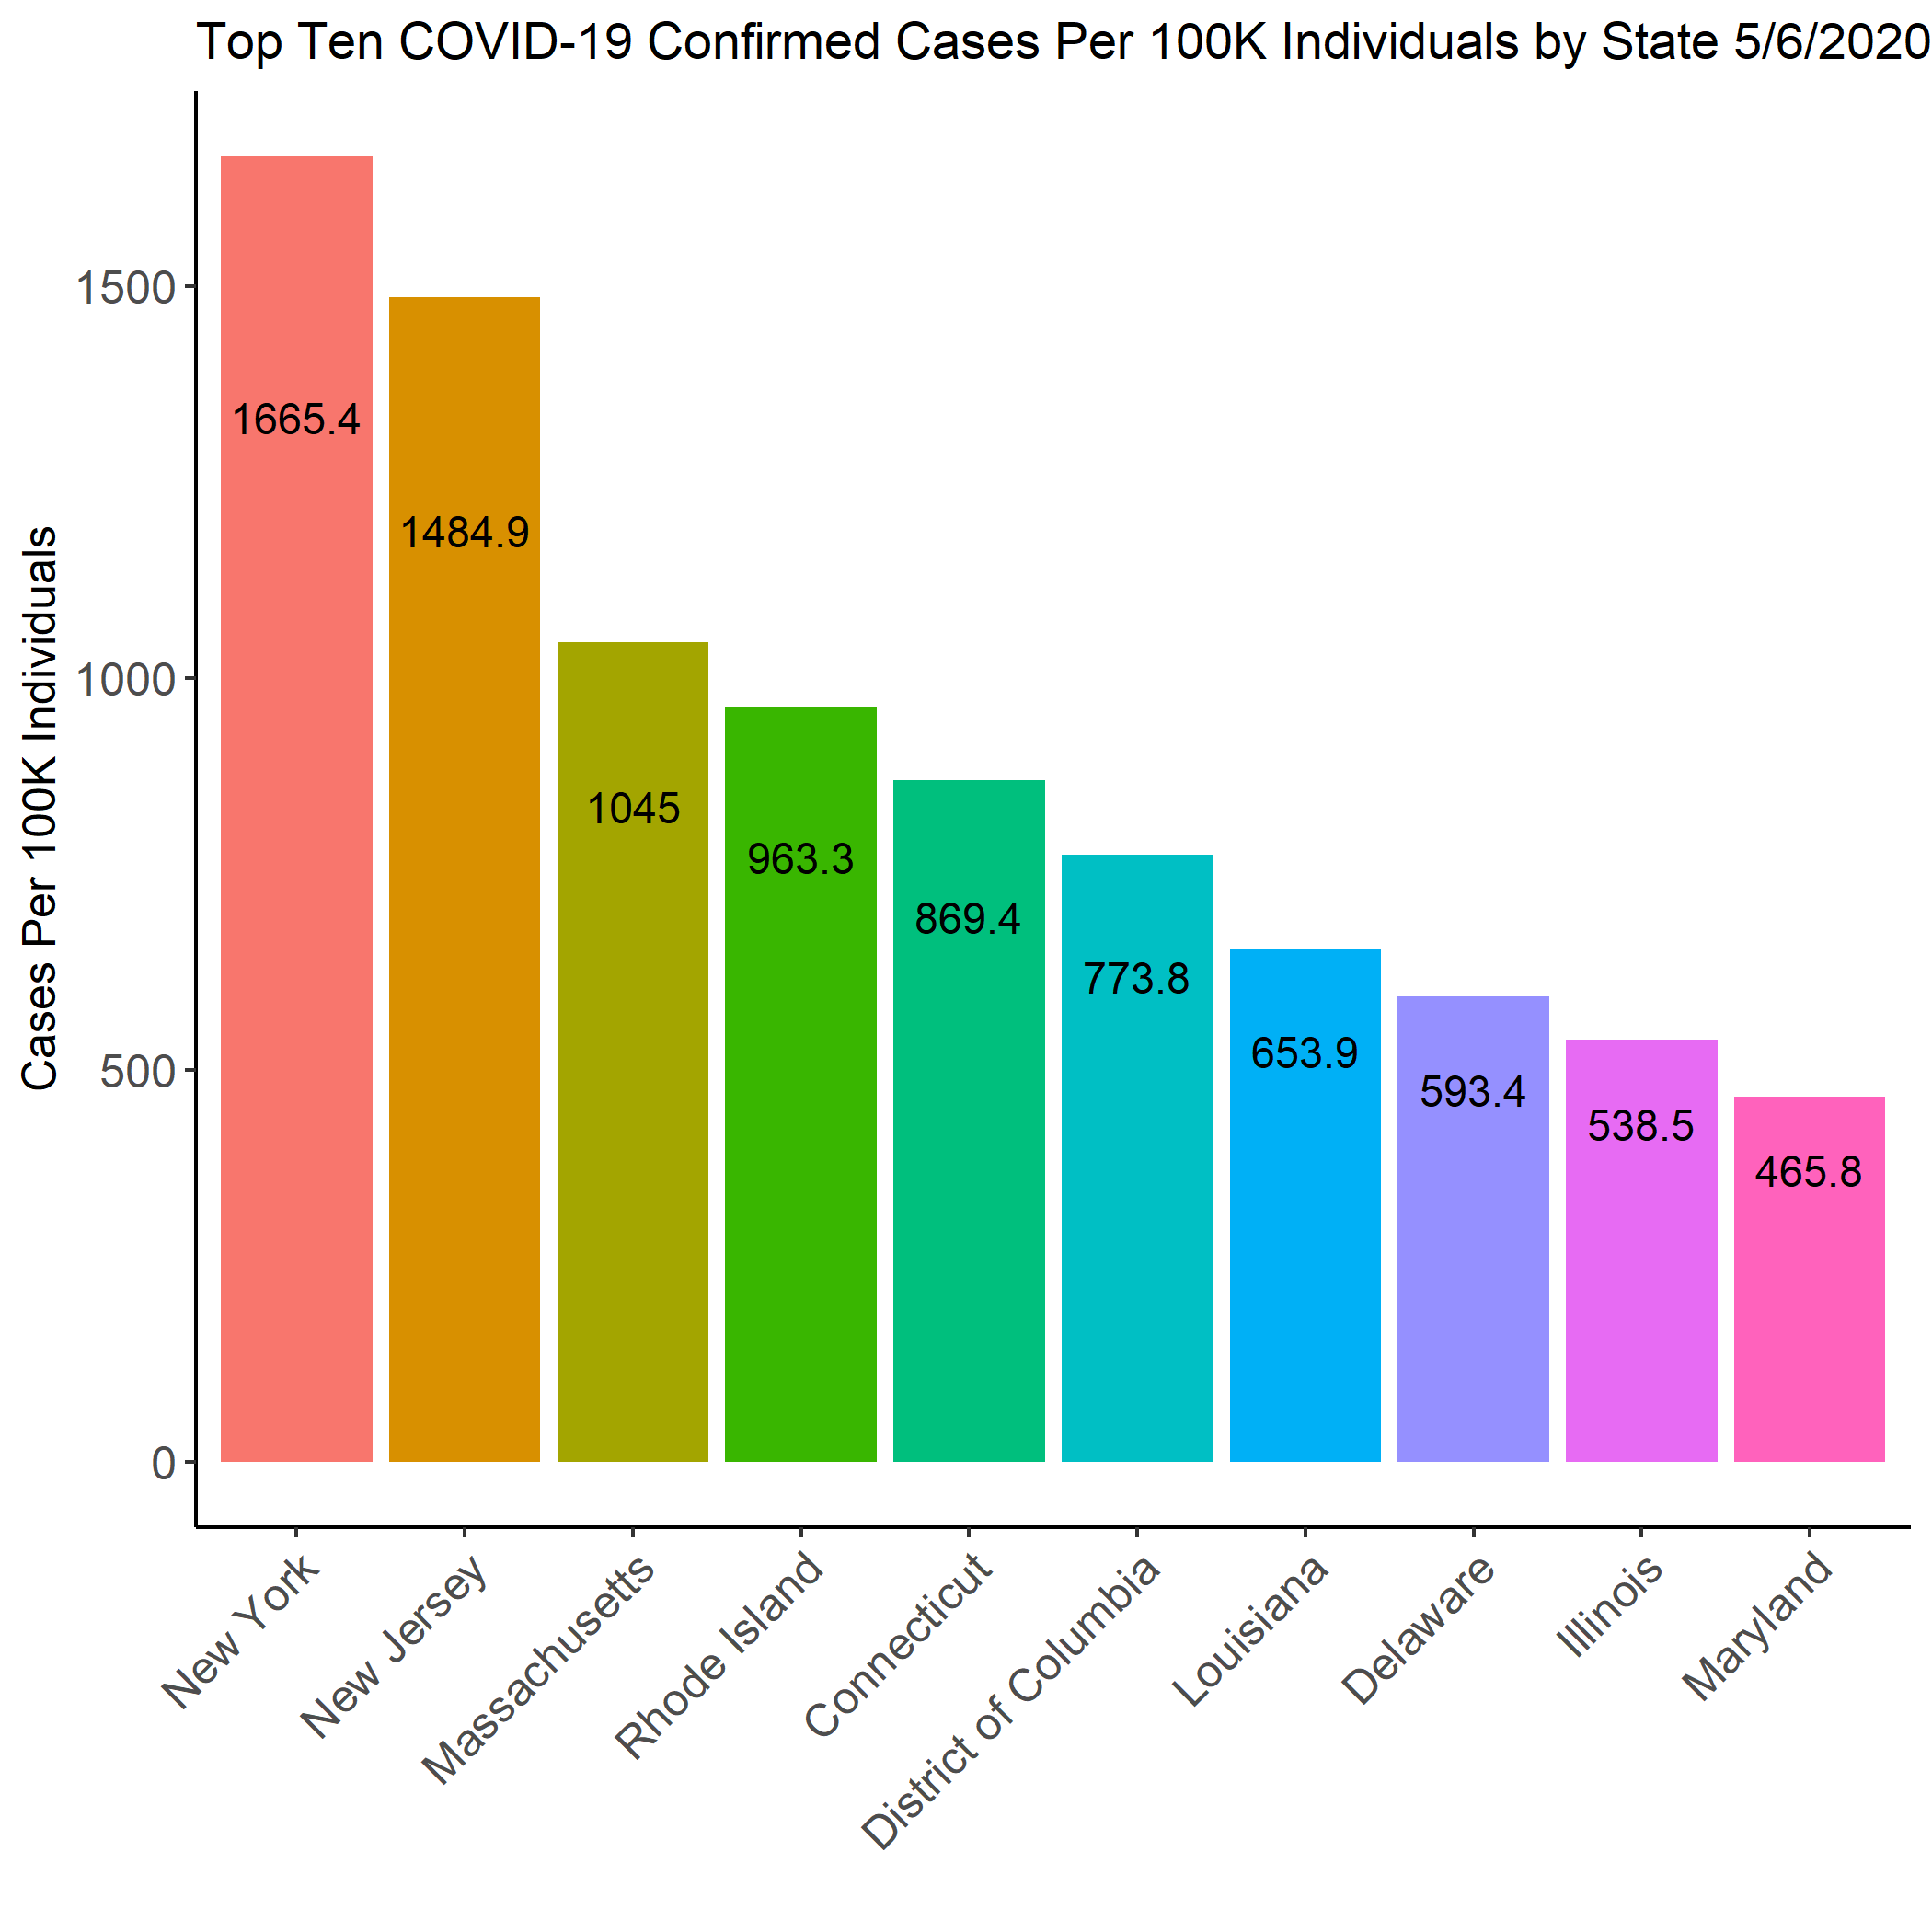 Top Ten COVID-19 Confirmed Cases Per 100K Individuals by State 5/6/2020
Cases Per 100K Individuals
1500
1000
500
0
1665.4
1484.9
1045
963.3
869.4
773.8
653.9
593.4
538.5
465.8
New York
New Jersey
Massachusetts
Rhode Island
Connecticut
District of Columbia
Louisiana
Delaware
Illinois
Maryland